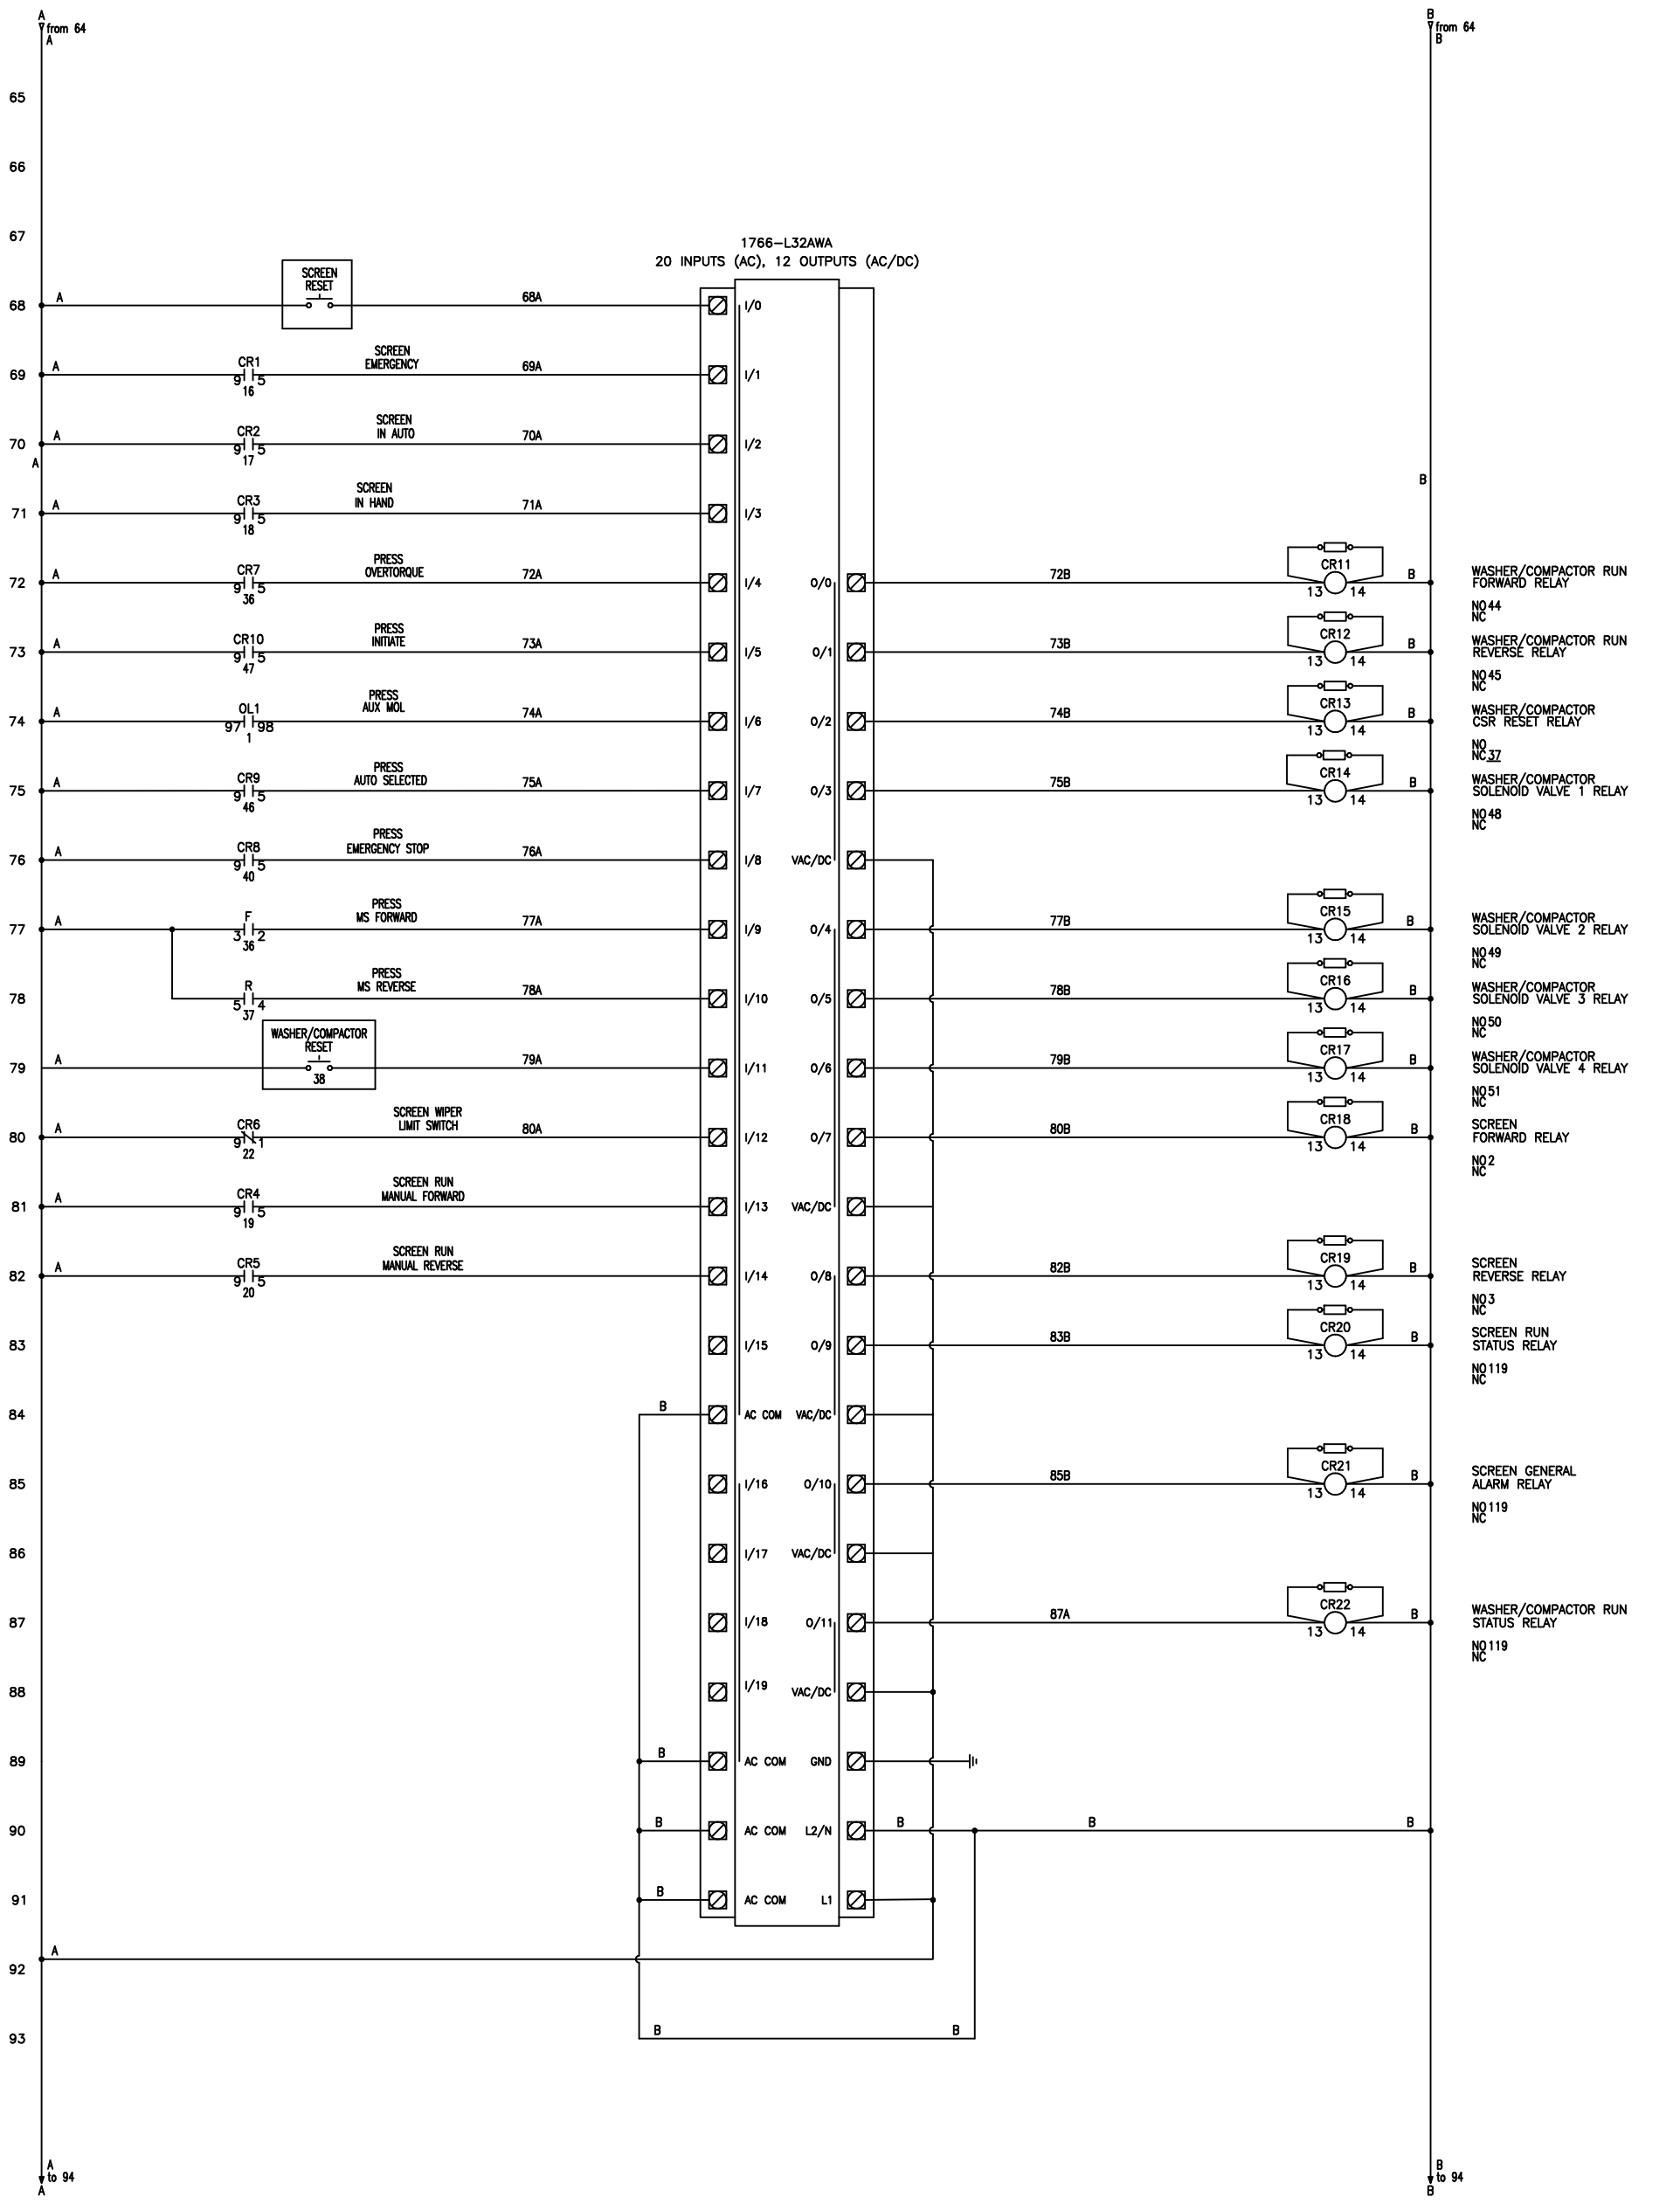 A
from 64
A
B
from 64
B
65
66
67
1766-L32AWA
20 INPUTS (AC), 12 OUTPUTS (AC/DC)
SCREEN
RESET
68
A
68A
I/0
SCREEN
EMERGENCY
69
A
CR1
9 5
16
69A
I/1
SCREEN
IN AUTO
70
A
CR2
9 5
17
70A
I/2
A
B
SCREEN
IN HAND
71
A
CR3
9 5
18
71A
I/3
PRESS
OVERTORQUE
72
A
CR7
9 5
36
72A
I/4
O/0
72B
CR11
13 14
B
WASHER/COMPACTOR RUN
FORWARD RELAY
NO 44
NC
PRESS
INITIATE
73
A
CR10
9 5
47
73A
I/5
O/1
73B
CR12
13 14
B
WASHER/COMPACTOR RUN
REVERSE RELAY
NO 45
NC
PRESS
AUX MOL
74
A
OL1
97 98
1
74A
I/6
O/2
74B
CR13
13 14
B
WASHER/COMPACTOR
CSR RESET RELAY
NO
NC 37
PRESS
AUTO SELECTED
75
A
CR9
9 5
46
75A
I/7
O/3
75B
CR14
13 14
B
WASHER/COMPACTOR
SOLENOID VALVE 1 RELAY
NO 48
NC
PRESS
EMERGENCY STOP
76
A
CR8
9 5
40
76A
I/8
VAC/DC
PRESS
MS FORWARD
77
A
F
3 2
36
77A
I/9
O/4
77B
CR15
13 14
B
WASHER/COMPACTOR
SOLENOID VALVE 2 RELAY
NO 49
NC
PRESS
MS REVERSE
78
R
5 4
37
78A
I/10
O/5
78B
CR16
13 14
B
WASHER/COMPACTOR
SOLENOID VALVE 3 RELAY
NO 50
NC
WASHER/COMPACTOR
RESET
38
79
A
79A
I/11
O/6
79B
CR17
13 14
B
WASHER/COMPACTOR
SOLENOID VALVE 4 RELAY
NO 51
NC
SCREEN WIPER
LIMIT SWITCH
80
A
CR6
9 1
22
80A
I/12
O/7
80B
CR18
13 14
B
SCREEN
FORWARD RELAY
NO 2
NC
SCREEN RUN
MANUAL FORWARD
81
A
CR4
9 5
19
I/13
VAC/DC
SCREEN RUN
MANUAL REVERSE
82
A
CR5
9 5
20
I/14
O/8
82B
CR19
13 14
B
SCREEN
REVERSE RELAY
NO 3
NC
83
I/15
O/9
83B
CR20
13 14
B
SCREEN RUN
STATUS RELAY
NO 119
NC
84
B
AC COM
VAC/DC
85
I/16
O/10
85B
CR21
13 14
B
SCREEN GENERAL
ALARM RELAY
NO 119
NC
86
I/17
VAC/DC
87
I/18
O/11
87A
CR22
13 14
B
WASHER/COMPACTOR RUN
STATUS RELAY
NO 119
NC
88
I/19
VAC/DC
89
B
AC COM
GND
90
B
AC COM
L2/N
B
B
B
91
B
AC COM
L1
A
92
93
B
B
A
to 94
A
B
to 94
B